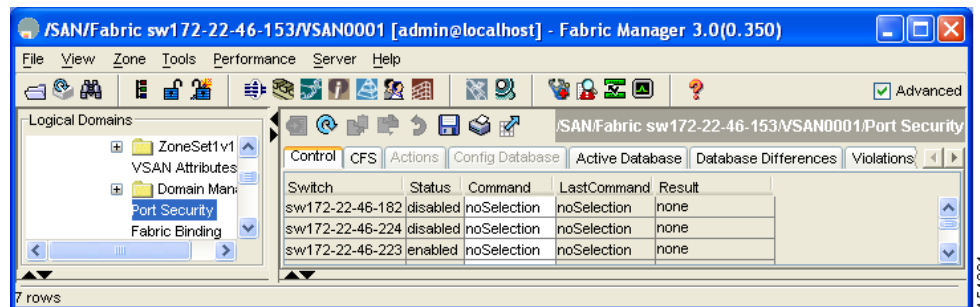 /SAN/Fabric sw172-22-46-153/VSAN0001 [admin@localhost] - Fabric Manager 3.0(0.350)
File View Zone Tools Performance Server Help
Advanced
Logical Domains
ZoneSet1v1
VSAN Attributes
Domain Mana
Port Security
Fabric Binding
/SAN/Fabric sw172-22-46-153/VSAN0001/Port Security
Control CFS Actions Config Database Active Database Database Differences Violations
Switch Status Command LastCommand Result
sw172-22-46-182 disabled noSelection noSelection none
sw172-22-46-224 disabled noSelection noSelection none
sw172-22-46-223 enabled noSelection noSelection none
7 rows